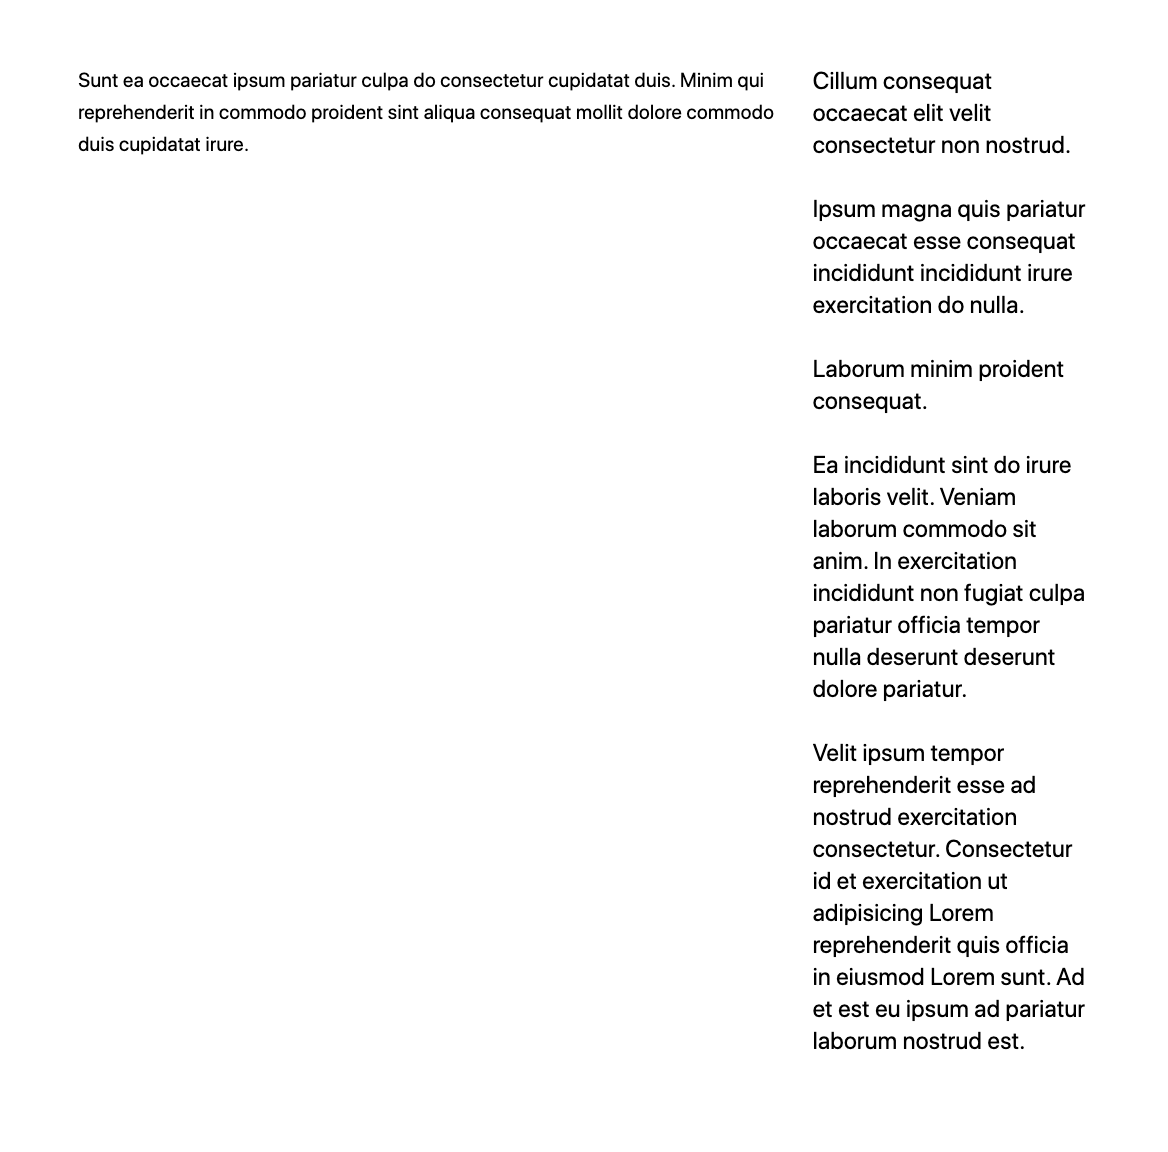 Sunt ea occaecat ipsum pariatur culpa do consectetur cupidatat duis. Minim qui
reprehenderit in commodo proident sint aliqua consequat mollit dolore commodo
duis cupidatat irure.
Cillum consequat
occaecat elit velit
consectetur non nostrud.
Ipsum magna quis pariatur
occaecat esse consequat
incididunt incididunt irure
exercitation do nulla.
Laborum minim proident
consequat.
Ea incididunt sint do irure
laboris velit. Veniam
laborum commodo sit
anim. In exercitation
incididunt non fugiat culpa
pariatur officia tempor
nulla deserunt deserunt
dolore pariatur.
Velit ipsum tempor
reprehenderit esse ad
nostrud exercitation
consectetur. Consectetur
id et exercitation ut
adipisicing Lorem
reprehenderit quis officia
in eiusmod Lorem sunt. Ad
et est eu ipsum ad pariatur
laborum nostrud est.